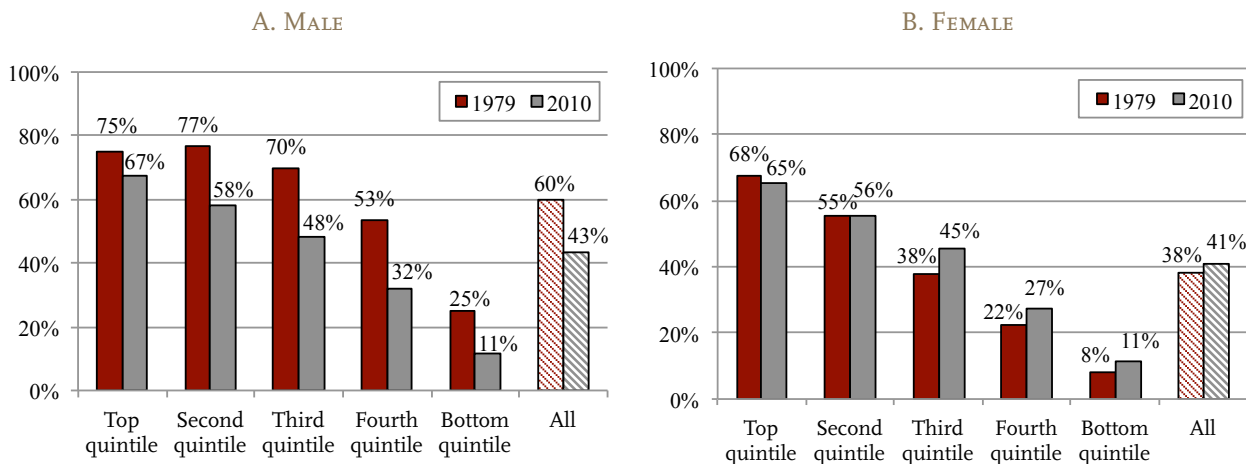 A. MALE
100%
80%
60%
40%
20%
0%
1979 2010
75%
67%
77%
58%
70%
48%
53%
32%
25%
11%
60%
43%
Top quintile
Second quintile
Third quintile
Fourth quintile
Bottom quintile
All
B. FEMALE
100%
80%
60%
40%
20%
0%
1979 2010
68%
65%
55%
56%
38%
45%
22%
27%
8%
11%
38%
41%
Top quintile
Second quintile
Third quintile
Fourth quintile
Bottom quintile
All